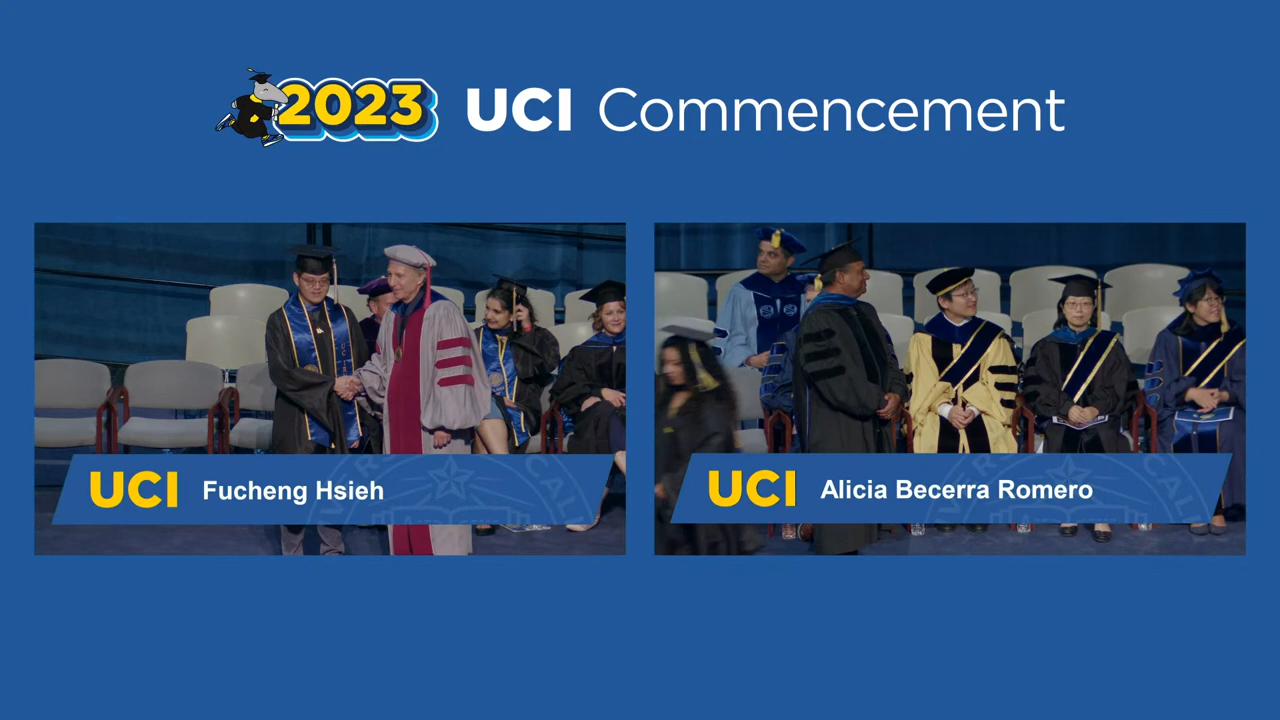 2023 UCI Commencement
UCI Fucheng Hsieh
UCI Alicia Becerra Romero